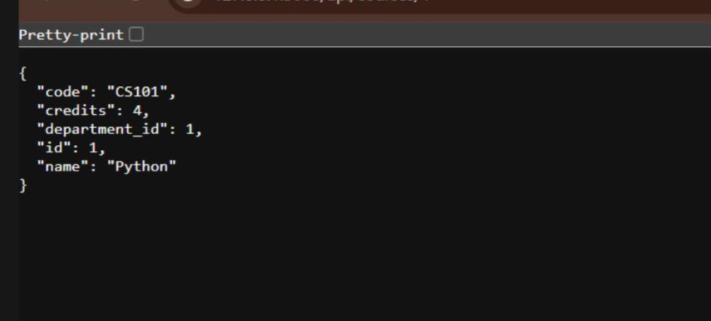 Pretty-print
{
"code": "CS101",
"credits": 4,
"department_id": 1,
"id": 1,
"name": "Python"
}